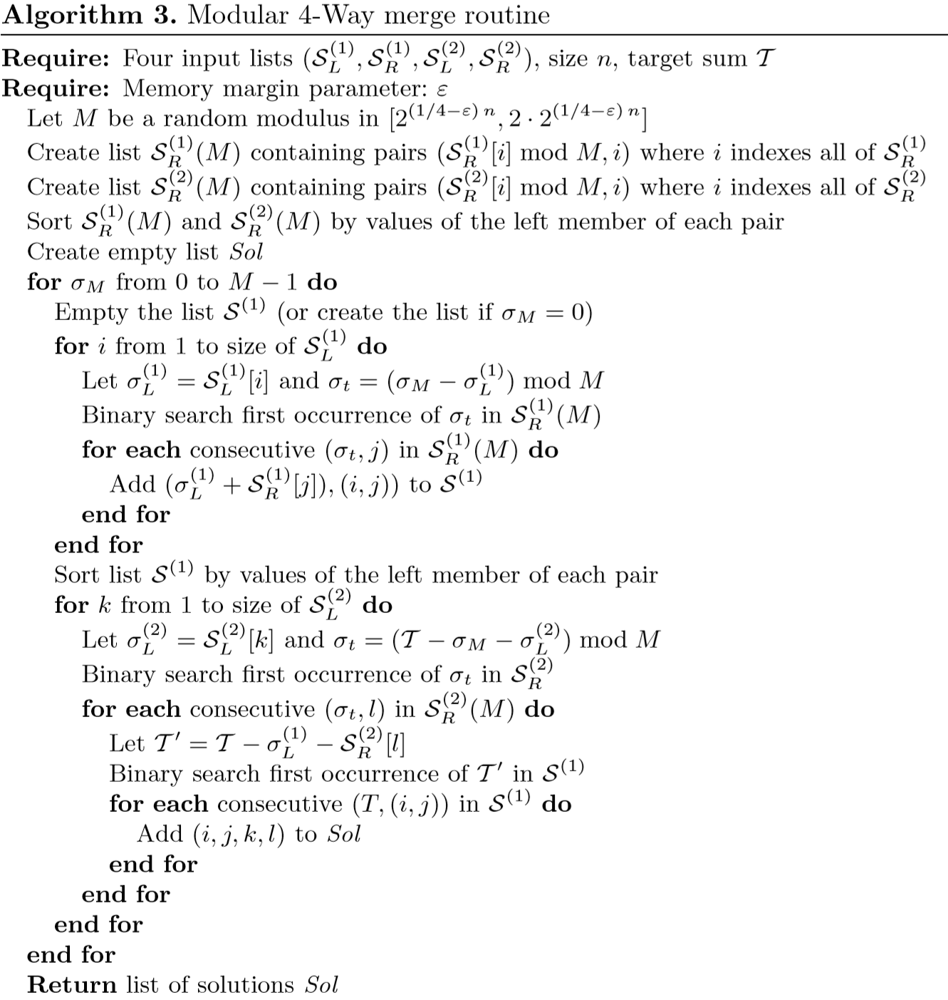 Algorithm 3. Modular 4-Way merge routine
Require: Four input lists $(\mathcal{S}_L^{(1)}, \mathcal{S}_R^{(1)}, \mathcal{S}_L^{(2)}, \mathcal{S}_R^{(2)})$, size $n$, target sum $\mathcal{T}$
Require: Memory margin parameter: $\varepsilon$
Let $M$ be a random modulus in $[2^{(1/4-\varepsilon)\,n}, 2 \cdot 2^{(1/4-\varepsilon)\,n}]$
Create list $\mathcal{S}_R^{(1)}(M)$ containing pairs $(\mathcal{S}_R^{(1)}[i] \bmod M, i)$ where $i$ indexes all of $\mathcal{S}_R^{(1)}$
Create list $\mathcal{S}_R^{(2)}(M)$ containing pairs $(\mathcal{S}_R^{(2)}[i] \bmod M, i)$ where $i$ indexes all of $\mathcal{S}_R^{(2)}$
Sort $\mathcal{S}_R^{(1)}(M)$ and $\mathcal{S}_R^{(2)}(M)$ by values of the left member of each pair
Create empty list $Sol$
for $\sigma_M$ from 0 to $M - 1$ do
Empty the list $\mathcal{S}^{(1)}$ (or create the list if $\sigma_M = 0$)
for $i$ from 1 to size of $\mathcal{S}_L^{(1)}$ do
Let $\sigma_L^{(1)} = \mathcal{S}_L^{(1)}[i]$ and $\sigma_t = (\sigma_M - \sigma_L^{(1)}) \bmod M$
Binary search first occurrence of $\sigma_t$ in $\mathcal{S}_R^{(1)}(M)$
for each consecutive $(\sigma_t, j)$ in $\mathcal{S}_R^{(1)}(M)$ do
Add $(\sigma_L^{(1)} + \mathcal{S}_R^{(1)}[j]), (i, j))$ to $\mathcal{S}^{(1)}$
end for
end for
Sort list $\mathcal{S}^{(1)}$ by values of the left member of each pair
for $k$ from 1 to size of $\mathcal{S}_L^{(2)}$ do
Let $\sigma_L^{(2)} = \mathcal{S}_L^{(2)}[k]$ and $\sigma_t = (\mathcal{T} - \sigma_M - \sigma_L^{(2)}) \bmod M$
Binary search first occurrence of $\sigma_t$ in $\mathcal{S}_R^{(2)}$
for each consecutive $(\sigma_t, l)$ in $\mathcal{S}_R^{(2)}(M)$ do
Let $\mathcal{T}' = \mathcal{T} - \sigma_L^{(1)} - \mathcal{S}_R^{(2)}[l]$
Binary search first occurrence of $\mathcal{T}'$ in $\mathcal{S}^{(1)}$
for each consecutive $(T, (i, j))$ in $\mathcal{S}^{(1)}$ do
Add $(i, j, k, l)$ to $Sol$
end for
end for
end for
end for
Return list of solutions $Sol$